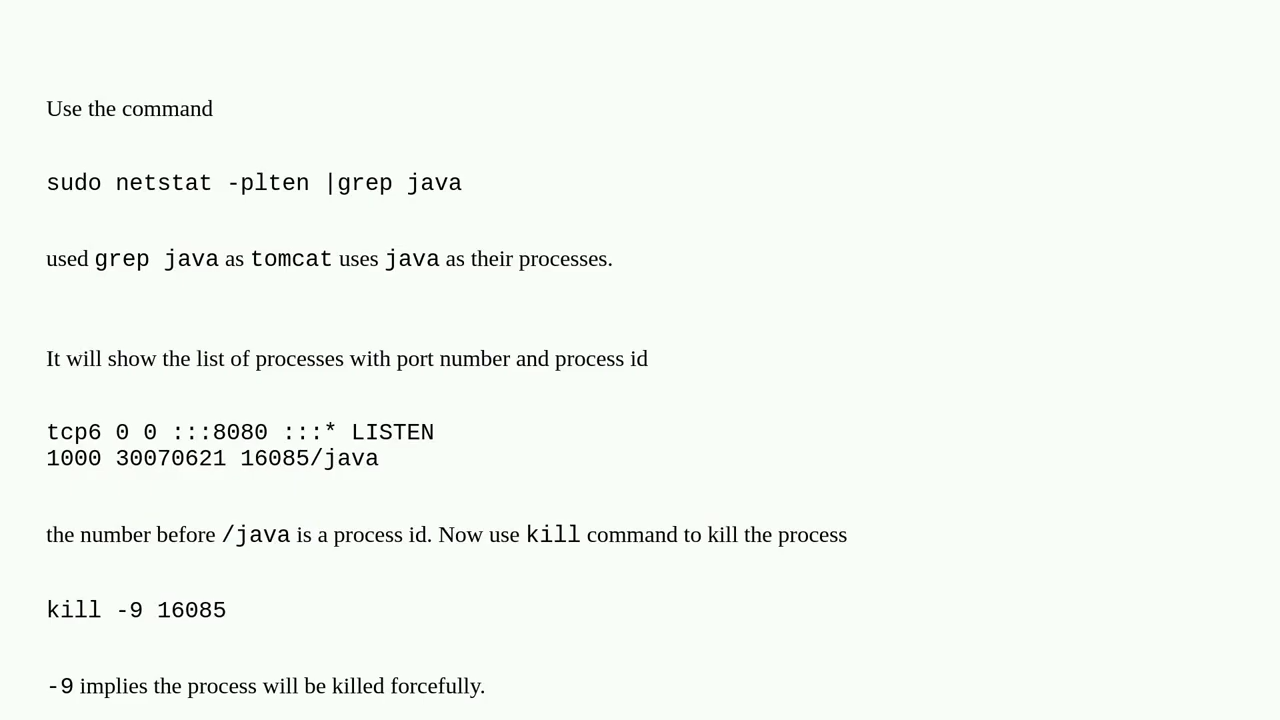 Use the command
sudo netstat -plten |grep java
used grep java as tomcat uses java as their processes.
It will show the list of processes with port number and process id
tcp6 0 0 :::8080 :::* LISTEN
1000 30070621 16085/java
the number before /java is a process id. Now use kill command to kill the process
kill -9 16085
-9 implies the process will be killed forcefully.